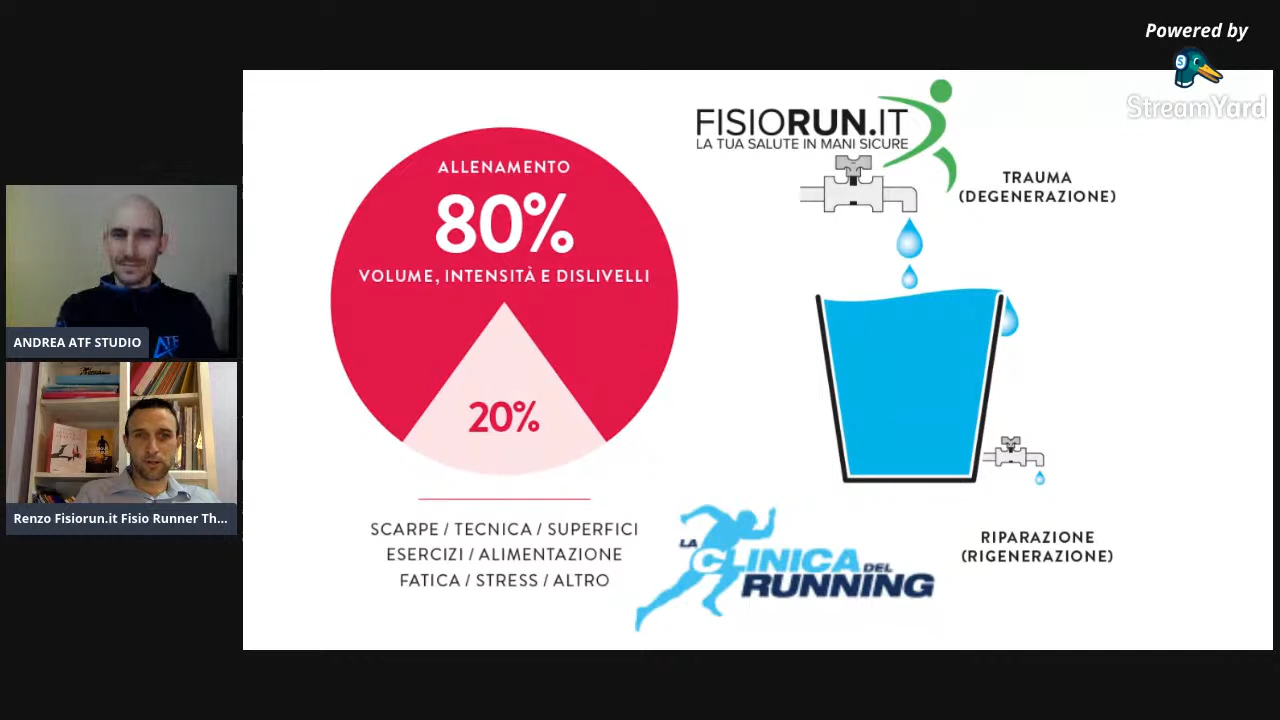 Powered by
StreamYard
ANDREA ATF STUDIO
ATF
Renzo Fisiorun.it Fisio Runner Th...
ALLENAMENTO
80%
VOLUME, INTENSITÀ E DISLIVELLI
20%
SCARPE / TECNICA / SUPERFICI
ESERCIZI / ALIMENTAZIONE
FATICA / STRESS / ALTRO
FISIORUN.IT
LA TUA SALUTE IN MANI SICURE
TRAUMA
(DEGENERAZIONE)
RIPARAZIONE
(RIGENERAZIONE)
LA CLINICA DEL
RUNNING